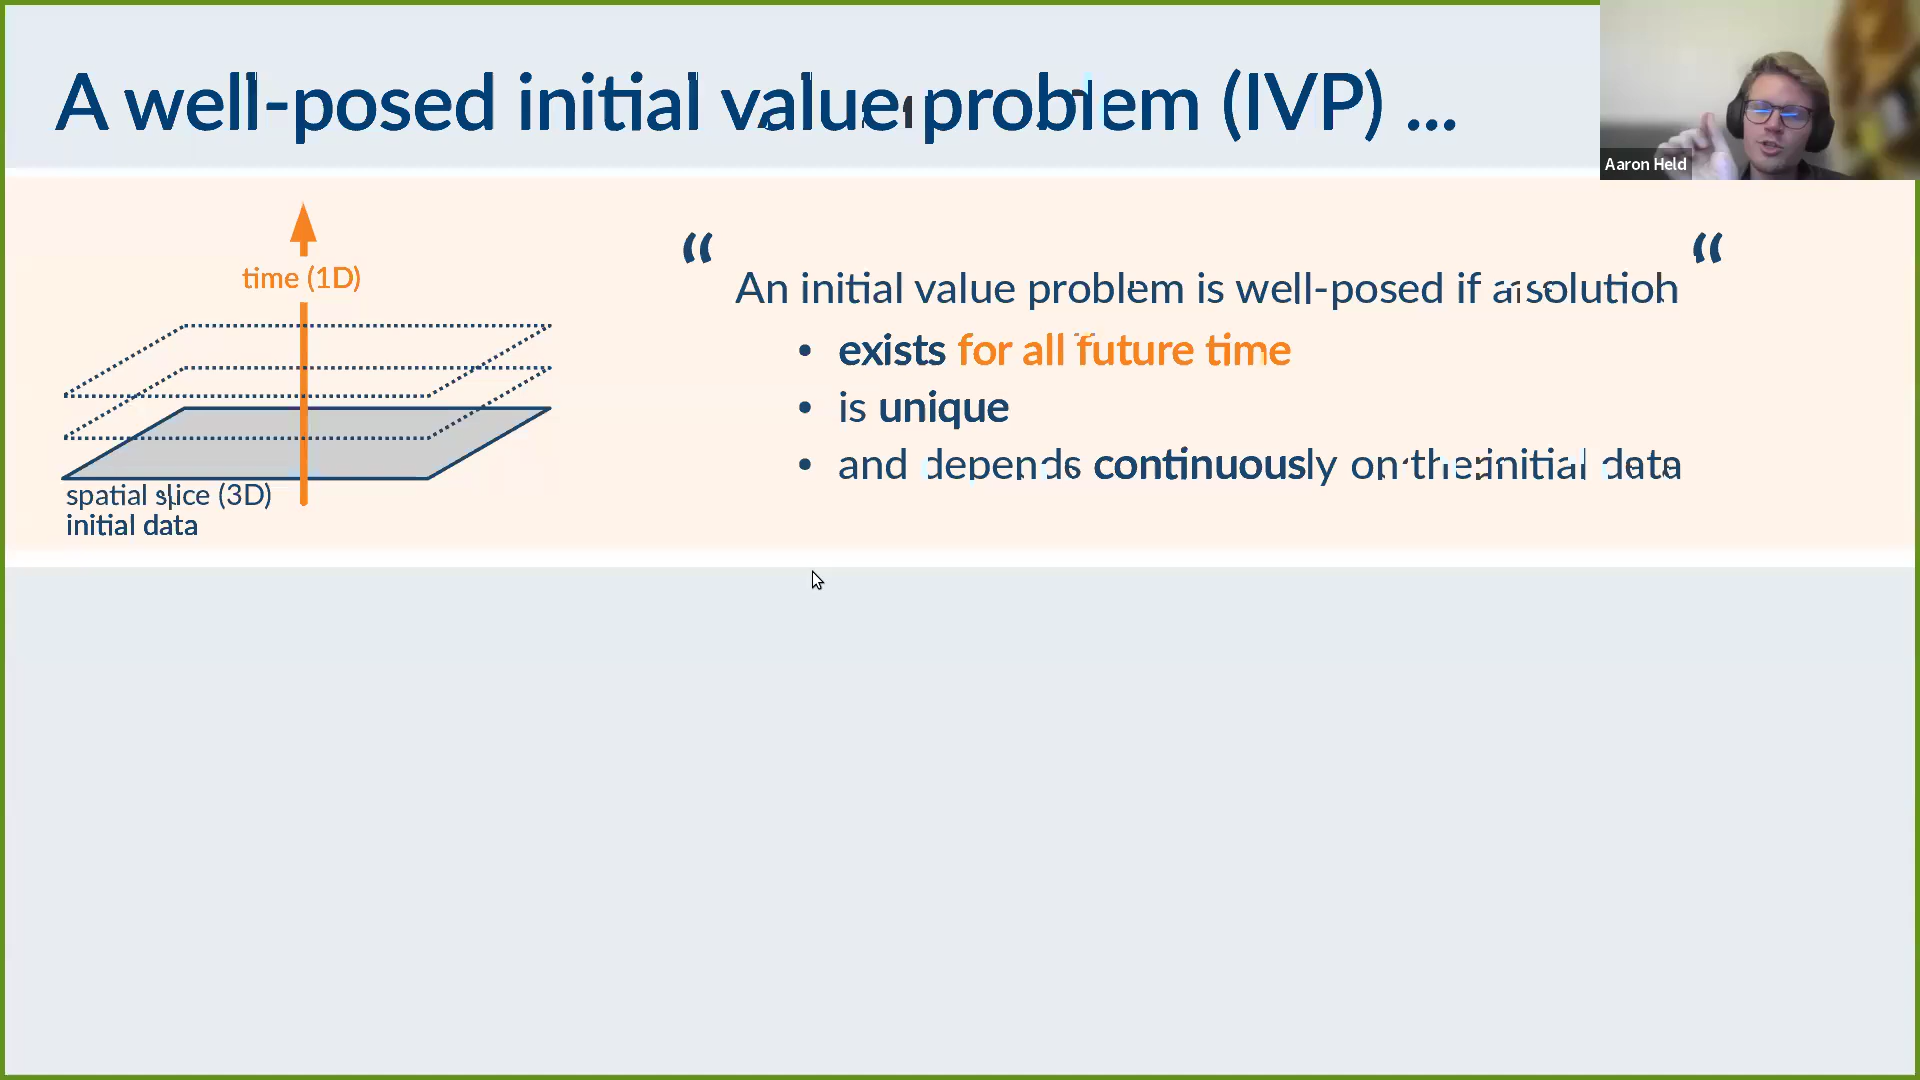 A well-posed initial value problem (IVP) ...
Aaron Held
time (1D)
spatial slice (3D)
initial data
“ An initial value problem is well-posed if a solution “
• exists for all future time
• is unique
• and depends continuously on the initial data